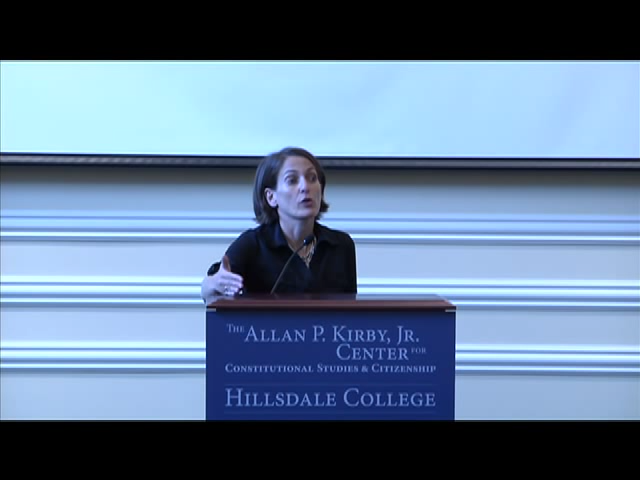 The Allan P. Kirby, Jr.
Center for
Constitutional Studies & Citizenship
Hillsdale College